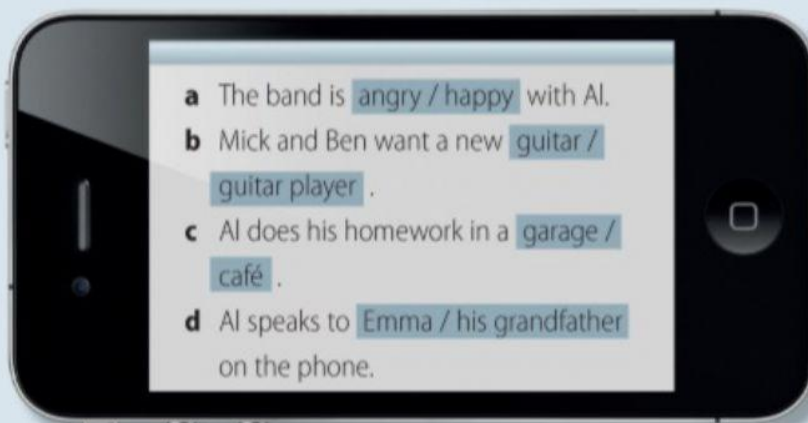 a The band is angry / happy with Al.
b Mick and Ben want a new guitar /
guitar player .
c Al does his homework in a garage /
café .
d Al speaks to Emma / his grandfather
on the phone.